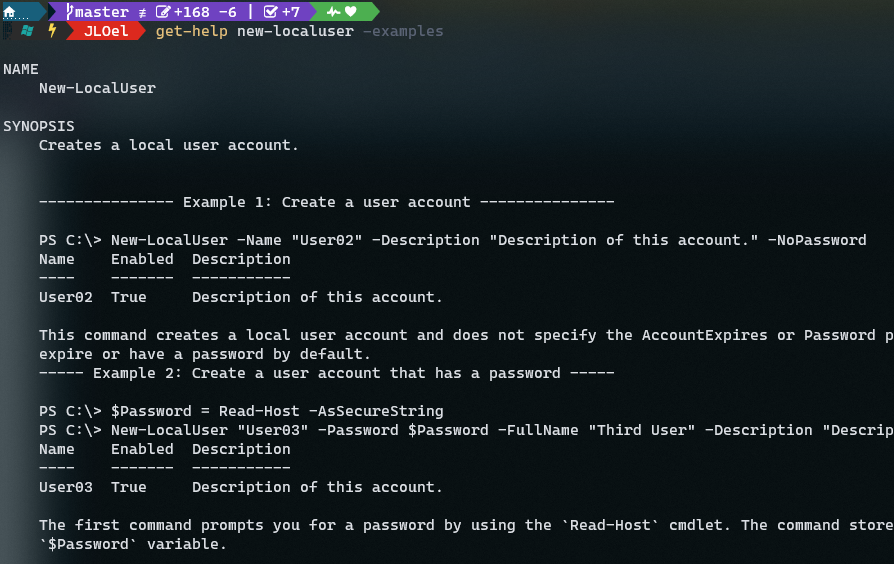 master ≢ +168 -6 | +7
JLOel get-help new-localuser -examples
NAME
New-LocalUser
SYNOPSIS
Creates a local user account.
--------------- Example 1: Create a user account ---------------
PS C:\> New-LocalUser -Name "User02" -Description "Description of this account." -NoPassword
Name    Enabled  Description
----    -------  -----------
User02  True     Description of this account.
This command creates a local user account and does not specify the AccountExpires or Password p
expire or have a password by default.
----- Example 2: Create a user account that has a password -----
PS C:\> $Password = Read-Host -AsSecureString
PS C:\> New-LocalUser "User03" -Password $Password -FullName "Third User" -Description "Descrip
Name    Enabled  Description
----    -------  -----------
User03  True     Description of this account.
The first command prompts you for a password by using the `Read-Host` cmdlet. The command store
`$Password` variable.